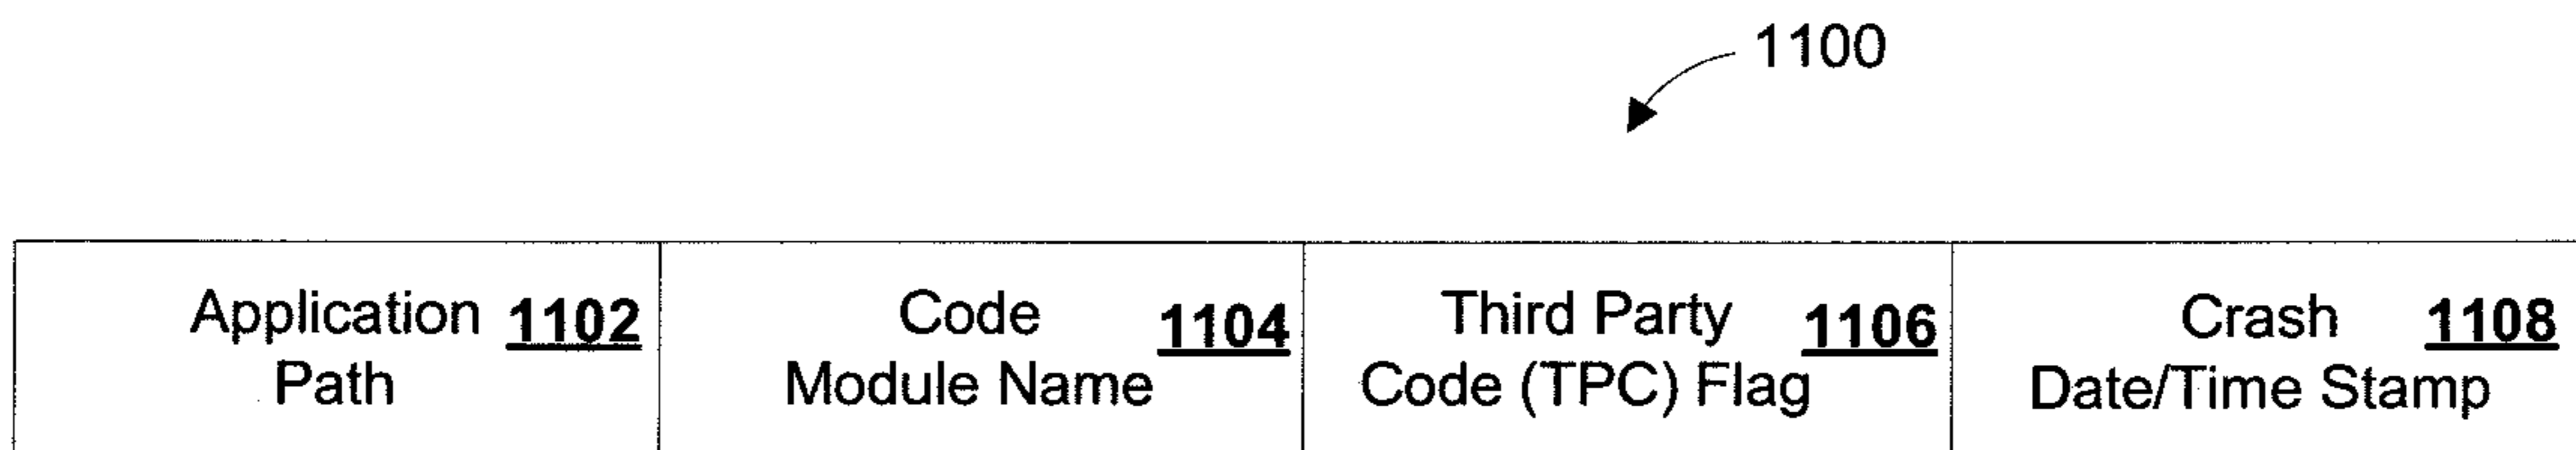 1100
Application 1102
Path
Code 1104
Module Name
Third Party 1106
Code (TPC) Flag
Crash 1108
Date/Time Stamp